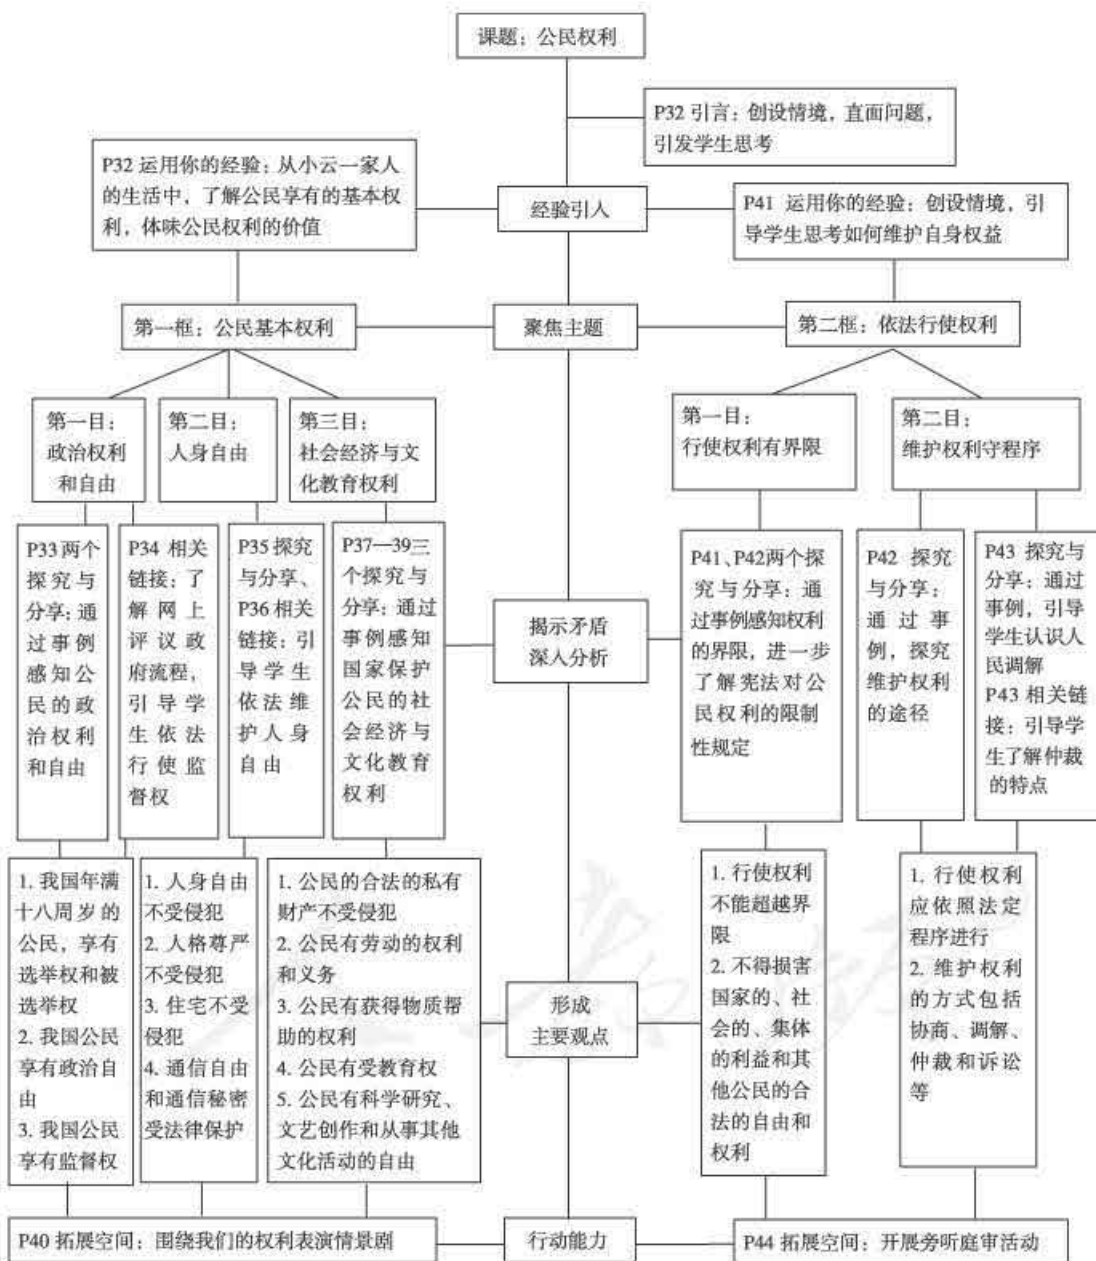 课题：公民权利
P32 引言：创设情境，直面问题，
引发学生思考
P32 运用你的经验：从小云一家人
的生活中，了解公民享有的基本权
利，体味公民权利的价值
经验引入
P41 运用你的经验：创设情境，引
导学生思考如何维护自身权益
第一框：公民基本权利
聚焦主题
第二框：依法行使权利
第一目：
政治权利
和自由
第二目：
人身自由
第三目：
社会经济与文
化教育权利
第一目：
行使权利有界限
第二目：
维护权利守程序
P33 两个
探究与
分享：通
过事例
感知公
民的政
治权利
和自由
P34 相关
链接：了
解网上
评议政
府流程，
引导学
生依法
行使监
督权
P35 探究
与分享、
P36 相关
链接：引
导学生
依法维
护人身
自由
P37—39三
个探究与
分享：通过
事例感知
国家保护
公民的社
会经济与
文化教育
权利
揭示矛盾
深入分析
P41、P42两个探
究与分享：通
过事例感知权利
的界限，进一步
了解宪法对公
民权利的限制
性规定
P42 探究
与分享：
通过事
例，探究
维护权利
的途径
P43 探究与
分享：通过
事例，引导
学生认识人
民调解
P43 相关链
接：引导学
生了解仲裁
的特点
1. 我国年满
十八周岁的
公民，享有
选举权和被
选举权
2. 我国公民
享有政治自
由
3. 我国公民
享有监督权
1. 人身自由
不受侵犯
2. 人格尊严
不受侵犯
3. 住宅不受
侵犯
4. 通信自由
和通信秘密
受法律保护
1. 公民的合法的私有
财产不受侵犯
2. 公民有劳动的权利
和义务
3. 公民有获得物质帮
助的权利
4. 公民有受教育权
5. 公民有科学研究、
文艺创作和从事其他
文化活动的自由
形成
主要观点
1. 行使权利
不能超越界
限
2. 不得损害
国家的、社
会的、集体
的利益和其
他公民的合
法的自由和
权利
1. 行使权利
应依照法定
程序进行
2. 维护权利
的方式包括
协商、调解、
仲裁和诉讼
等
P40 拓展空间：围绕我们的权利表演情景剧
行动能力
P44 拓展空间：开展旁听庭审活动